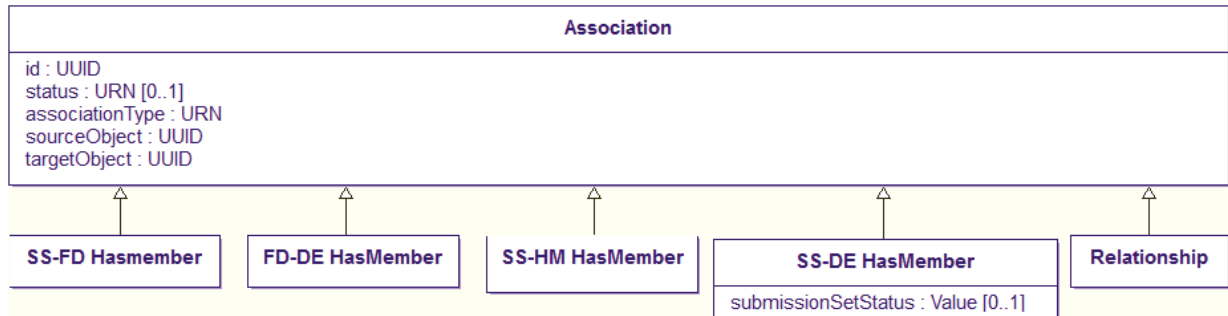 Association
id : UUID
status : URN [0..1]
associationType : URN
sourceObject : UUID
targetObject : UUID
SS-FD Hasmember
FD-DE HasMember
SS-HM HasMember
SS-DE HasMember
submissionSetStatus : Value [0..1]
Relationship